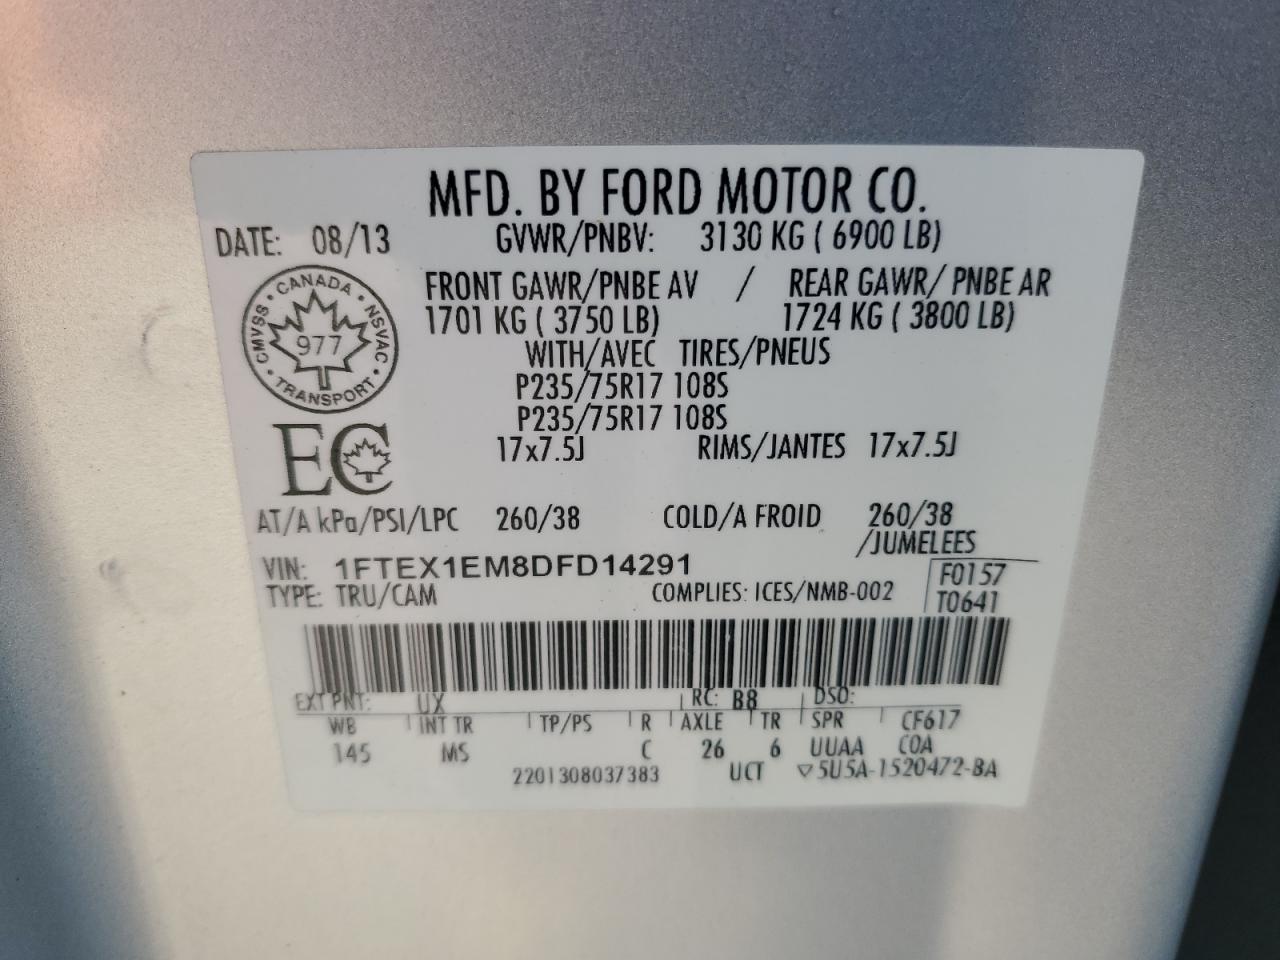 MFD. BY FORD MOTOR CO.
DATE: 08/13 GVWR/PNBV: 3130 KG ( 6900 LB)
FRONT GAWR/PNBE AV / REAR GAWR/ PNBE AR
1701 KG ( 3750 LB) 1724 KG ( 3800 LB)
CANADA · NSVAC · TRANSPORT · CMVSS ·
977
WITH/AVEC TIRES/PNEUS
P235/75R17 108S
P235/75R17 108S
EC
17x7.5J RIMS/JANTES 17x7.5J
AT/A kPa/PSI/LPC 260/38 COLD/A FROID 260/38
/JUMELEES
VIN: 1FTEX1EM8DFD14291
F0157
TYPE: TRU/CAM COMPLIES: ICES/NMB-002
T0641
EXT PNT: UX RC: B8 DSO:
WB INT TR TP/PS R AXLE TR SPR CF617
145 MS C 26 6 UUAA COA
2201308037383 UCT ▽5U5A-1520472-BA